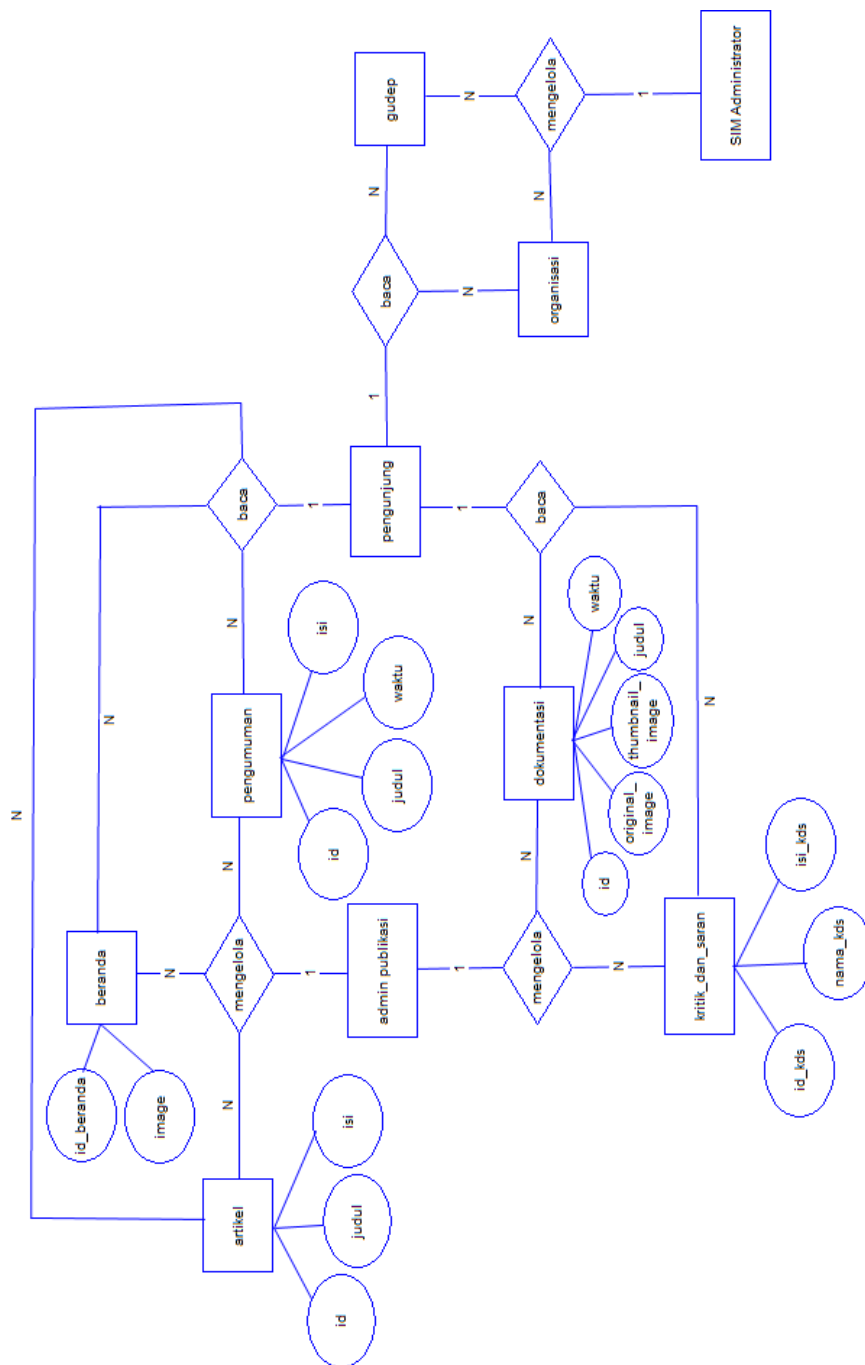 N
id_beranda
beranda
N
image
N
artikel
N
mengelola
N
pengumuman
N
baca
id
judul
isi
1
id
judul
waktu
isi
1
admin publikasi
pengunjung
1
baca
N
gudep
1
1
N
N
mengelola
N
dokumentasi
N
baca
organisasi
N
mengelola
N
id
original_
image
thumbnail_
image
judul
waktu
1
kritik_dan_saran
N
SIM Administrator
id_kds
nama_kds
isi_kds